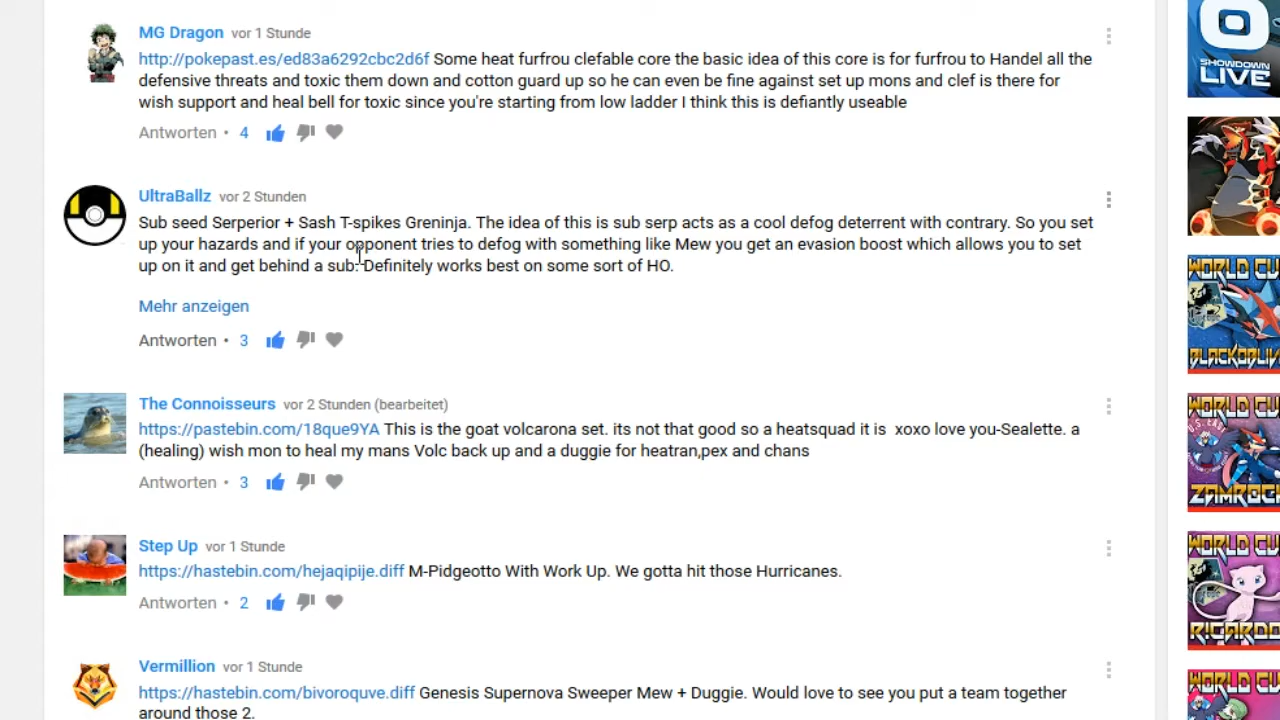 MG Dragon vor 1 Stunde
http://pokepast.es/ed83a6292cbc2d6f Some heat furfrou clefable core the basic idea of this core is for furfrou to Handel all the
defensive threats and toxic them down and cotton guard up so he can even be fine against set up mons and clef is there for
wish support and heal bell for toxic since you're starting from low ladder I think this is defiantly useable
Antworten • 4
UltraBallz vor 2 Stunden
Sub seed Serperior + Sash T-spikes Greninja. The idea of this is sub serp acts as a cool defog deterrent with contrary. So you set
up your hazards and if your opponent tries to defog with something like Mew you get an evasion boost which allows you to set
up on it and get behind a sub. Definitely works best on some sort of HO.
Mehr anzeigen
Antworten • 3
The Connoisseurs vor 2 Stunden (bearbeitet)
https://pastebin.com/18que9YA This is the goat volcarona set. its not that good so a heatsquad it is xoxo love you-Sealette. a
(healing) wish mon to heal my mans Volc back up and a duggie for heatran,pex and chans
Antworten • 3
Step Up vor 1 Stunde
https://hastebin.com/hejaqipije.diff M-Pidgeotto With Work Up. We gotta hit those Hurricanes.
Antworten • 2
Vermillion vor 1 Stunde
https://hastebin.com/bivoroquve.diff Genesis Supernova Sweeper Mew + Duggie. Would love to see you put a team together
around those 2.
SHOWDOWN
LIVE
WORLD CU
WORLD CU
U.S. EAST
WORLD CU
WORLD CU